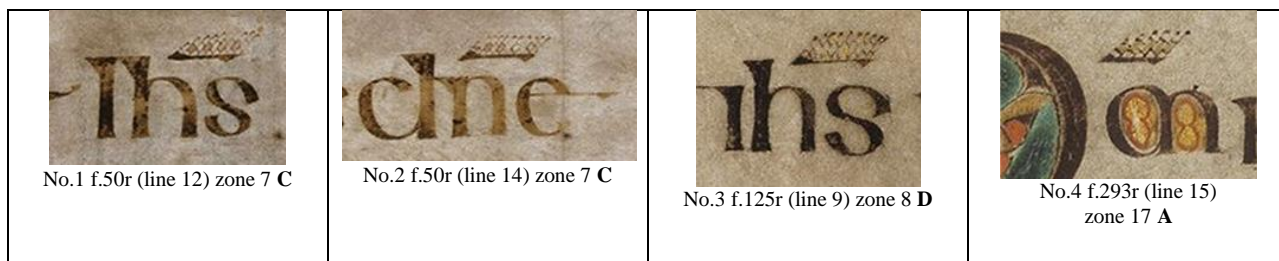 ihs
dne
ihs
No.1 f.50r (line 12) zone 7 C
No.2 f.50r (line 14) zone 7 C
No.3 f.125r (line 9) zone 8 D
No.4 f.293r (line 15)
zone 17 A